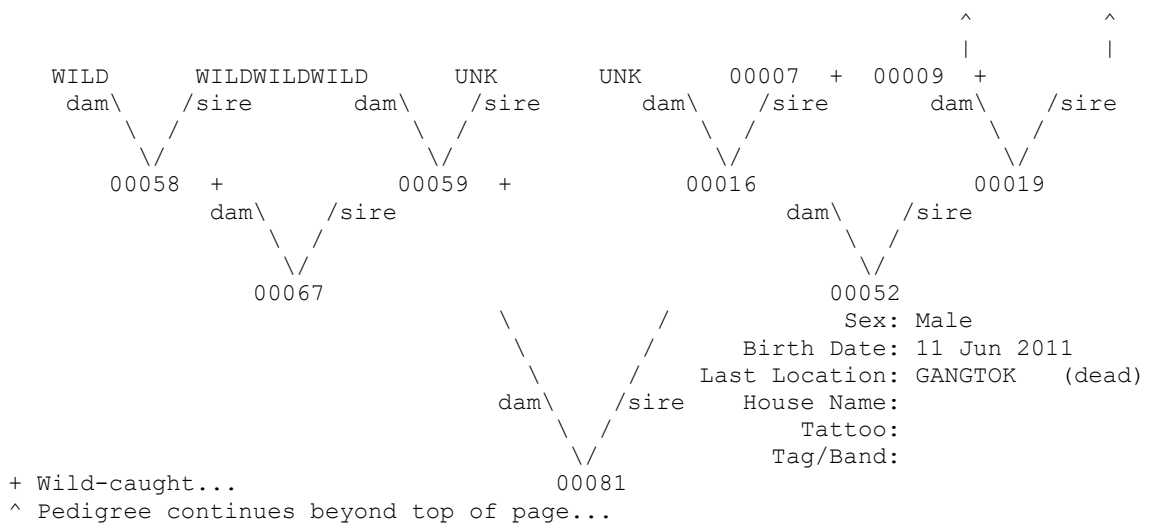 ^ ^
| |
WILD WILDWILDWILD UNK UNK 00007 + 00009 +
dam\ /sire dam\ /sire dam\ /sire dam\ /sire
\ / \ / \ / \ /
\/ \/ \/ \/
00058 + 00059 + 00016 00019
dam\ /sire dam\ /sire
\ / \ /
\/ \/
00067 00052
\ / Sex: Male
\ / Birth Date: 11 Jun 2011
\ / Last Location: GANGTOK (dead)
dam\ /sire House Name:
\ / Tattoo:
\/ Tag/Band:
+ Wild-caught... 00081
^ Pedigree continues beyond top of page...